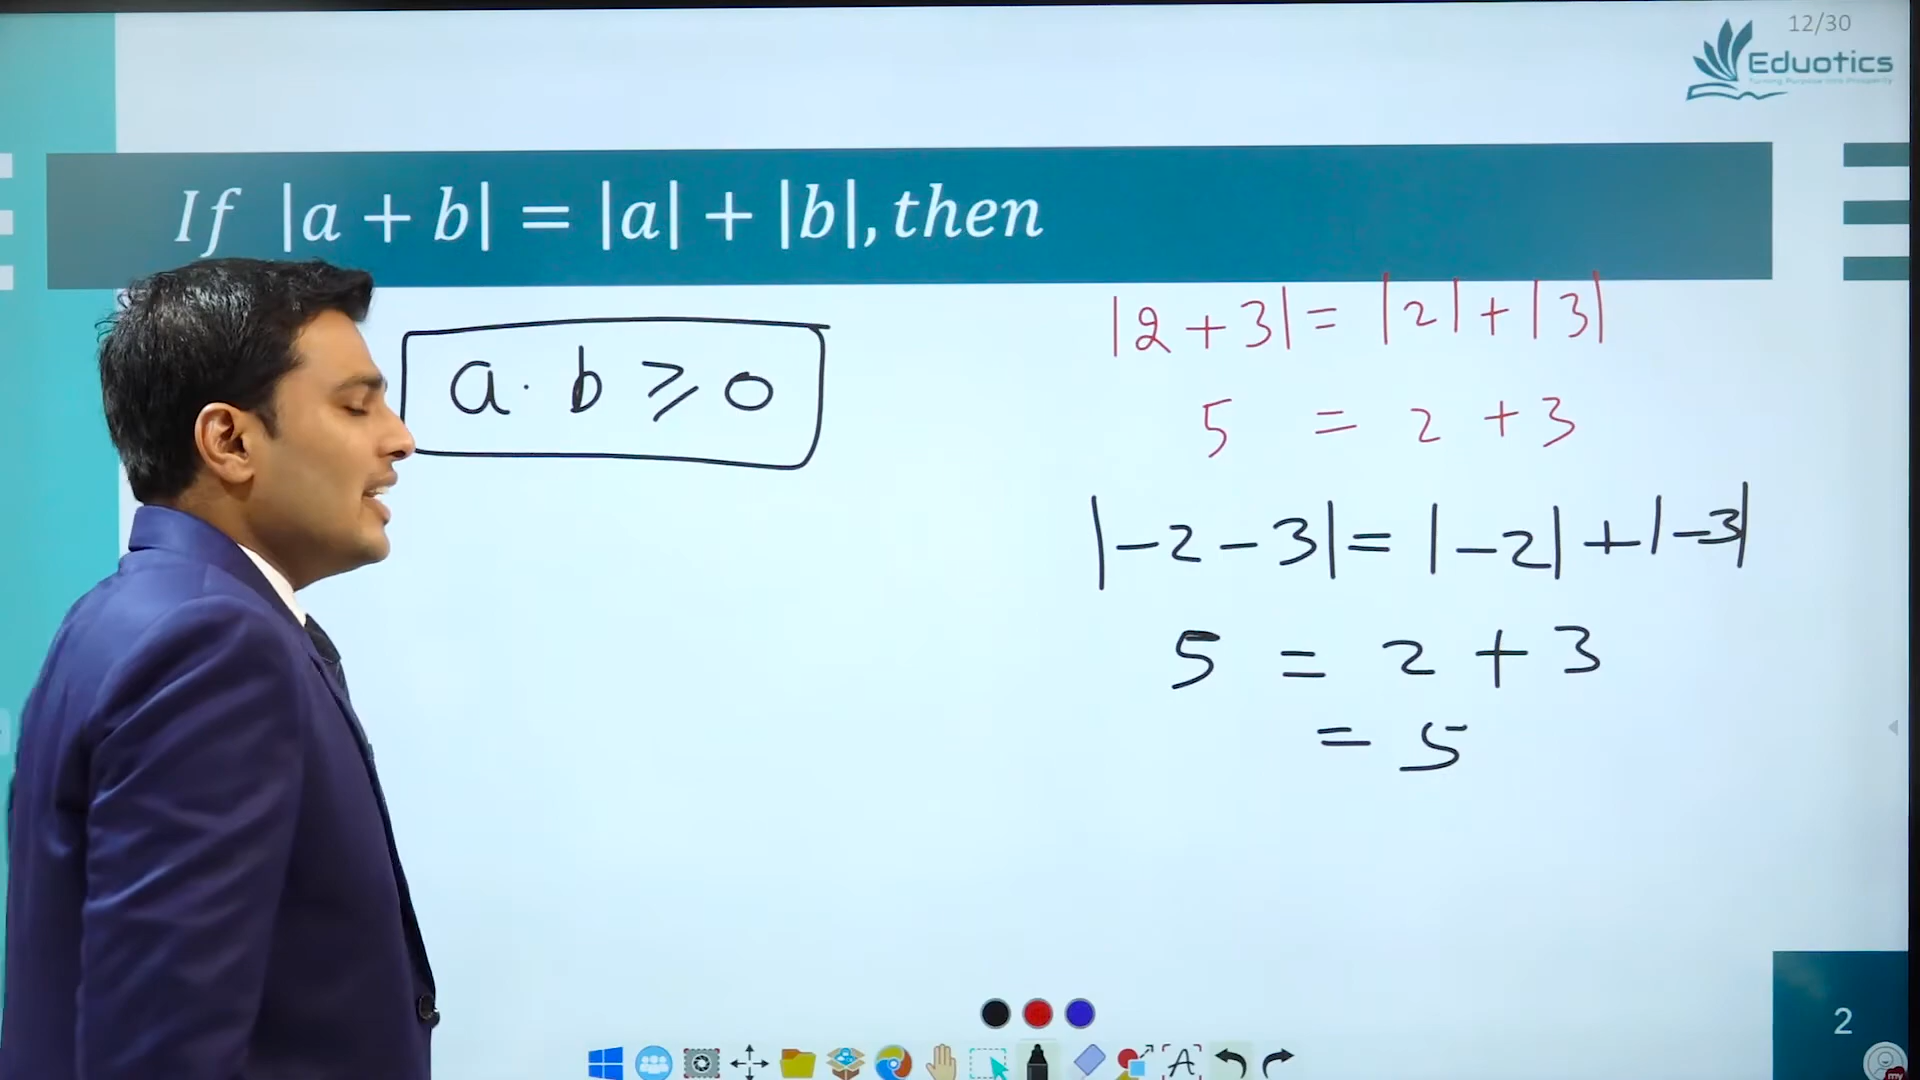 12/30
Eduotics
If |a + b| = |a| + |b|, then
a · b ⩾ 0
|2 + 3| = |2| + |3|
5 = 2 + 3
|-2 - 3| = |-2| + |-3|
5 = 2 + 3
= 5
2
A
my